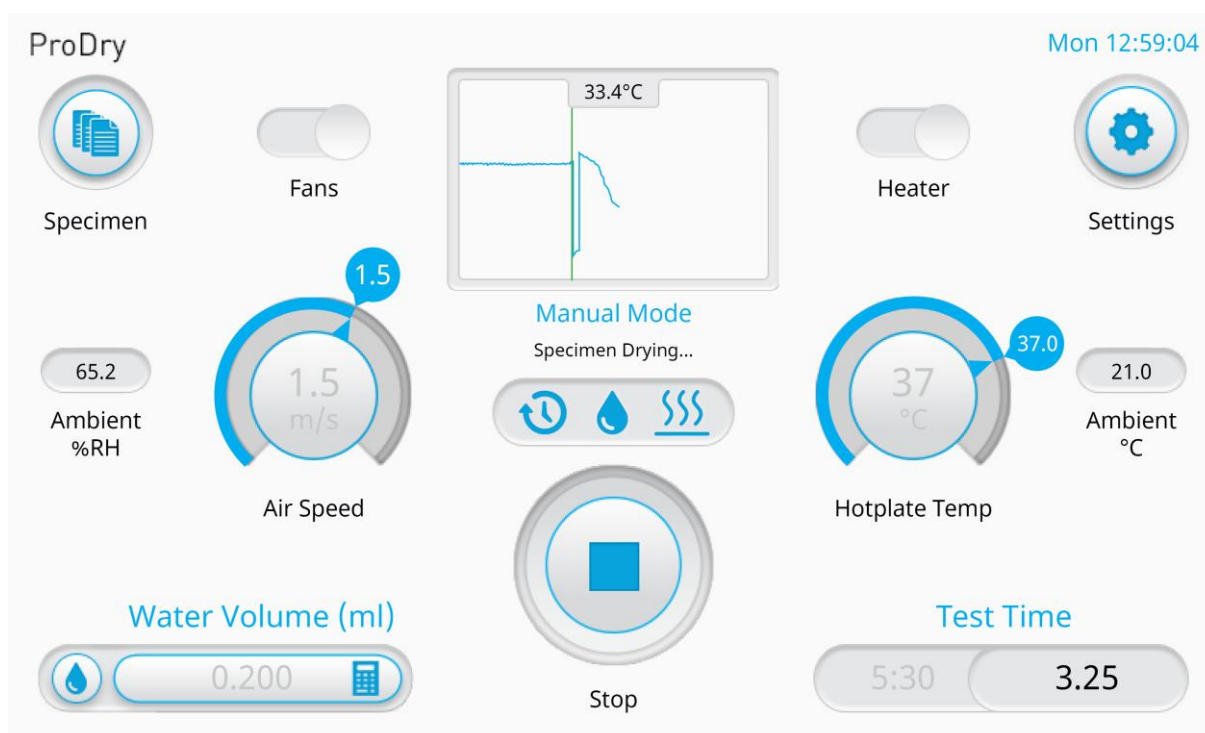 ProDry
Mon 12:59:04
33.4°C
Fans
Heater
Specimen
Settings
1.5
Manual Mode
Specimen Drying...
37.0
65.2
1.5
m/s
37
°C
21.0
Ambient
%RH
Ambient
°C
Air Speed
Hotplate Temp
Water Volume (ml)
Test Time
0.200
5:30
3.25
Stop